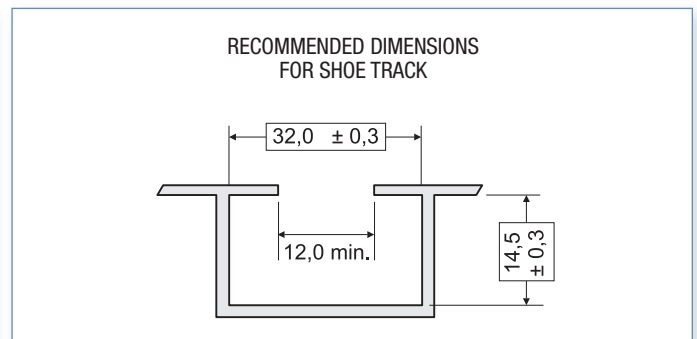 RECOMMENDED DIMENSIONS
FOR SHOE TRACK
32,0 ± 0,3
12,0 min.
14,5
± 0,3